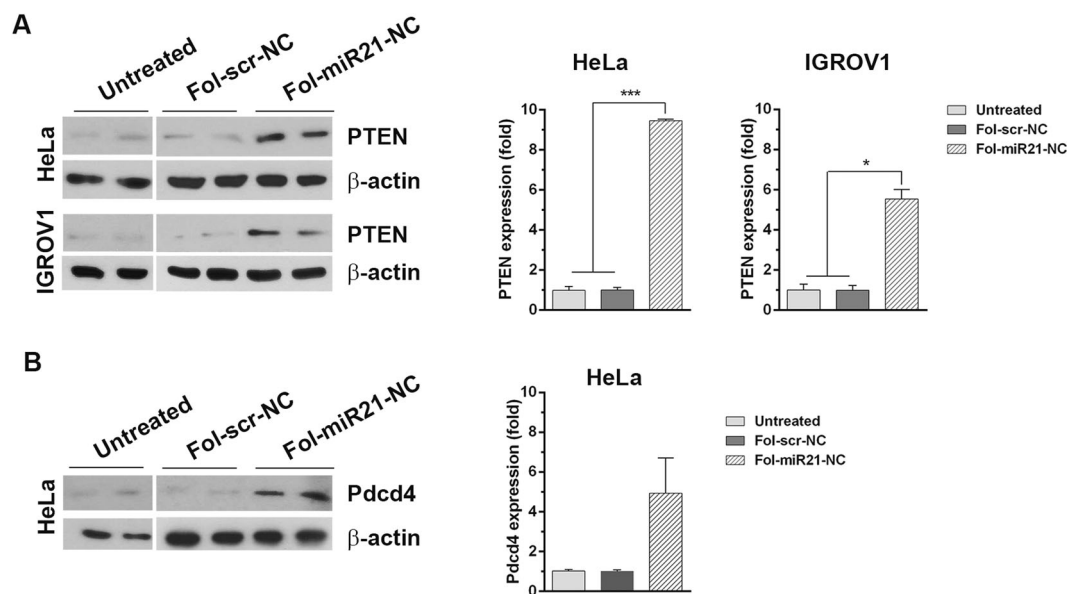 A
Untreated
Fol-scr-NC
Fol-miR21-NC
HeLa
PTEN
β-actin
IGROV1
PTEN
β-actin
HeLa
PTEN expression (fold)
10
8
6
4
2
0
***
IGROV1
PTEN expression (fold)
10
8
6
4
2
0
*
Untreated
Fol-scr-NC
Fol-miR21-NC
B
Untreated
Fol-scr-NC
Fol-miR21-NC
HeLa
Pdcd4
β-actin
HeLa
Pdcd4 expression (fold)
10
8
6
4
2
0
Untreated
Fol-scr-NC
Fol-miR21-NC